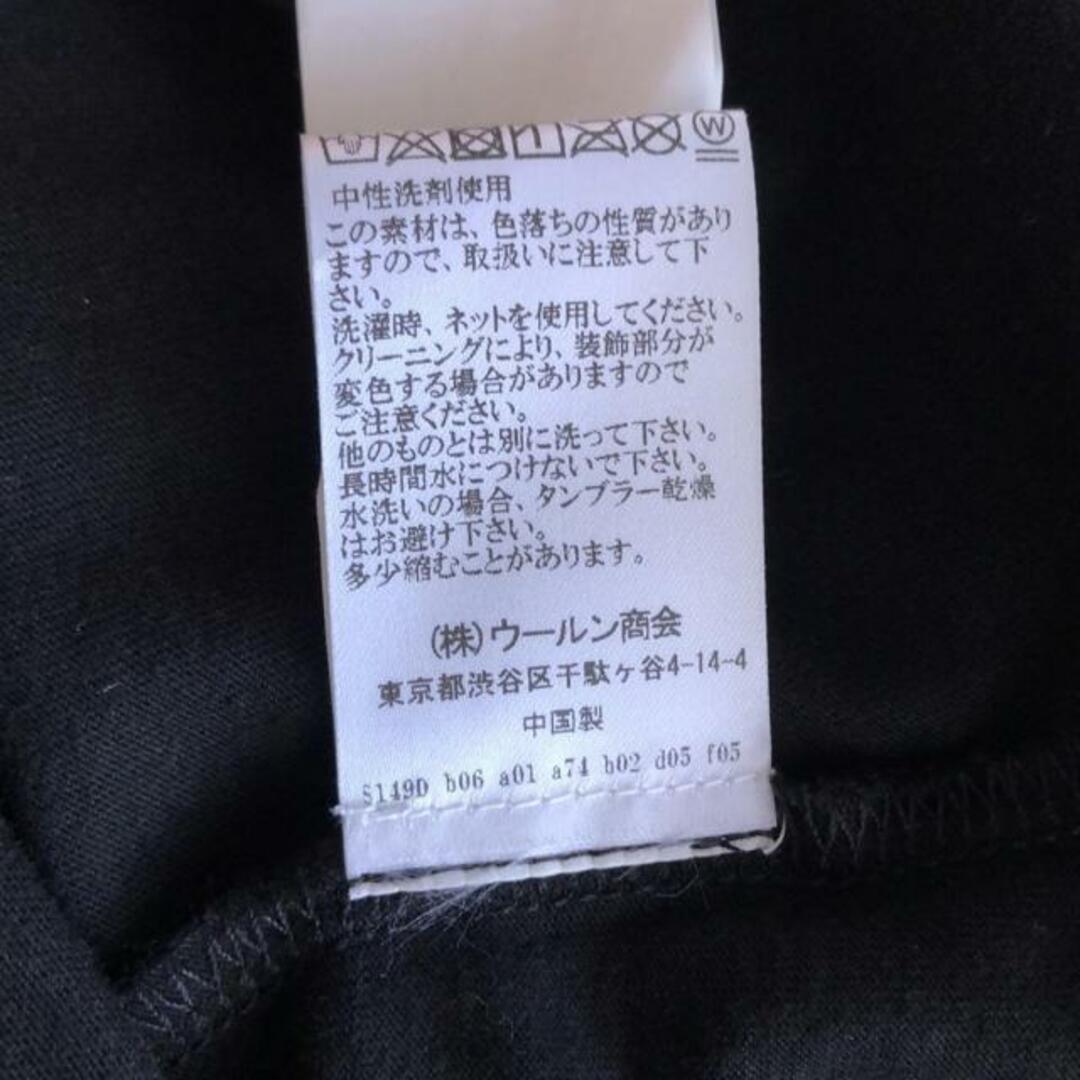 W
中性洗剤使用
この素材は、色落ちの性質があり
ますので、取扱いに注意して下
さい。
洗濯時、ネットを使用してください。
クリーニングにより、装飾部分が
変色する場合がありますので
ご注意ください。
他のものとは別に洗って下さい。
長時間水につけないで下さい。
水洗いの場合、タンブラー乾燥
はお避け下さい。
多少縮むことがあります。
(株)ウールン商会
東京都渋谷区千駄ヶ谷4-14-4
中国製
S149D b06 a01 a74 b02 d05 f05